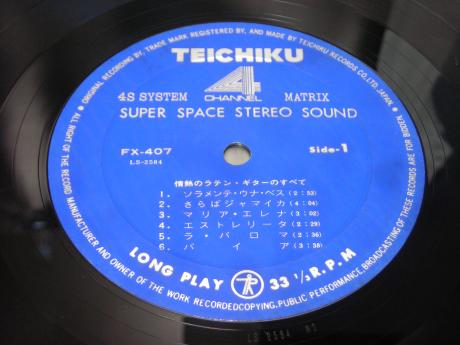 ORIGINAL RECORDING BY, TRADE MARK REGISTERED BY, AND MADE BY TEICHIKU RECORDS CO., LTD, JAPAN
TEICHIKU
4
CHANNEL
4S SYSTEM MATRIX
SUPER SPACE STEREO SOUND
FX-407 Side-1
LS-2584
情熱のラテン・ギターのすべて
1. ソラメンテ・ウナ・ベス (2:53)
2. さらばジャマイカ (4:04)
3. マリア・エレナ (3:02)
4. エストレリータ (2:29)
5. ラ・パロマ (2:36)
6. バイア (3:38)
LONG PLAY 33 1/3 R.P.M
ALL RIGHT OF THE RECORD MANUFACTURER AND OWNER OF THE WORK RECORDED COPYING, PUBLIC PERFORMANCE, BROADCASTING OF THESE RECORDS ARE FOR BIDEN.